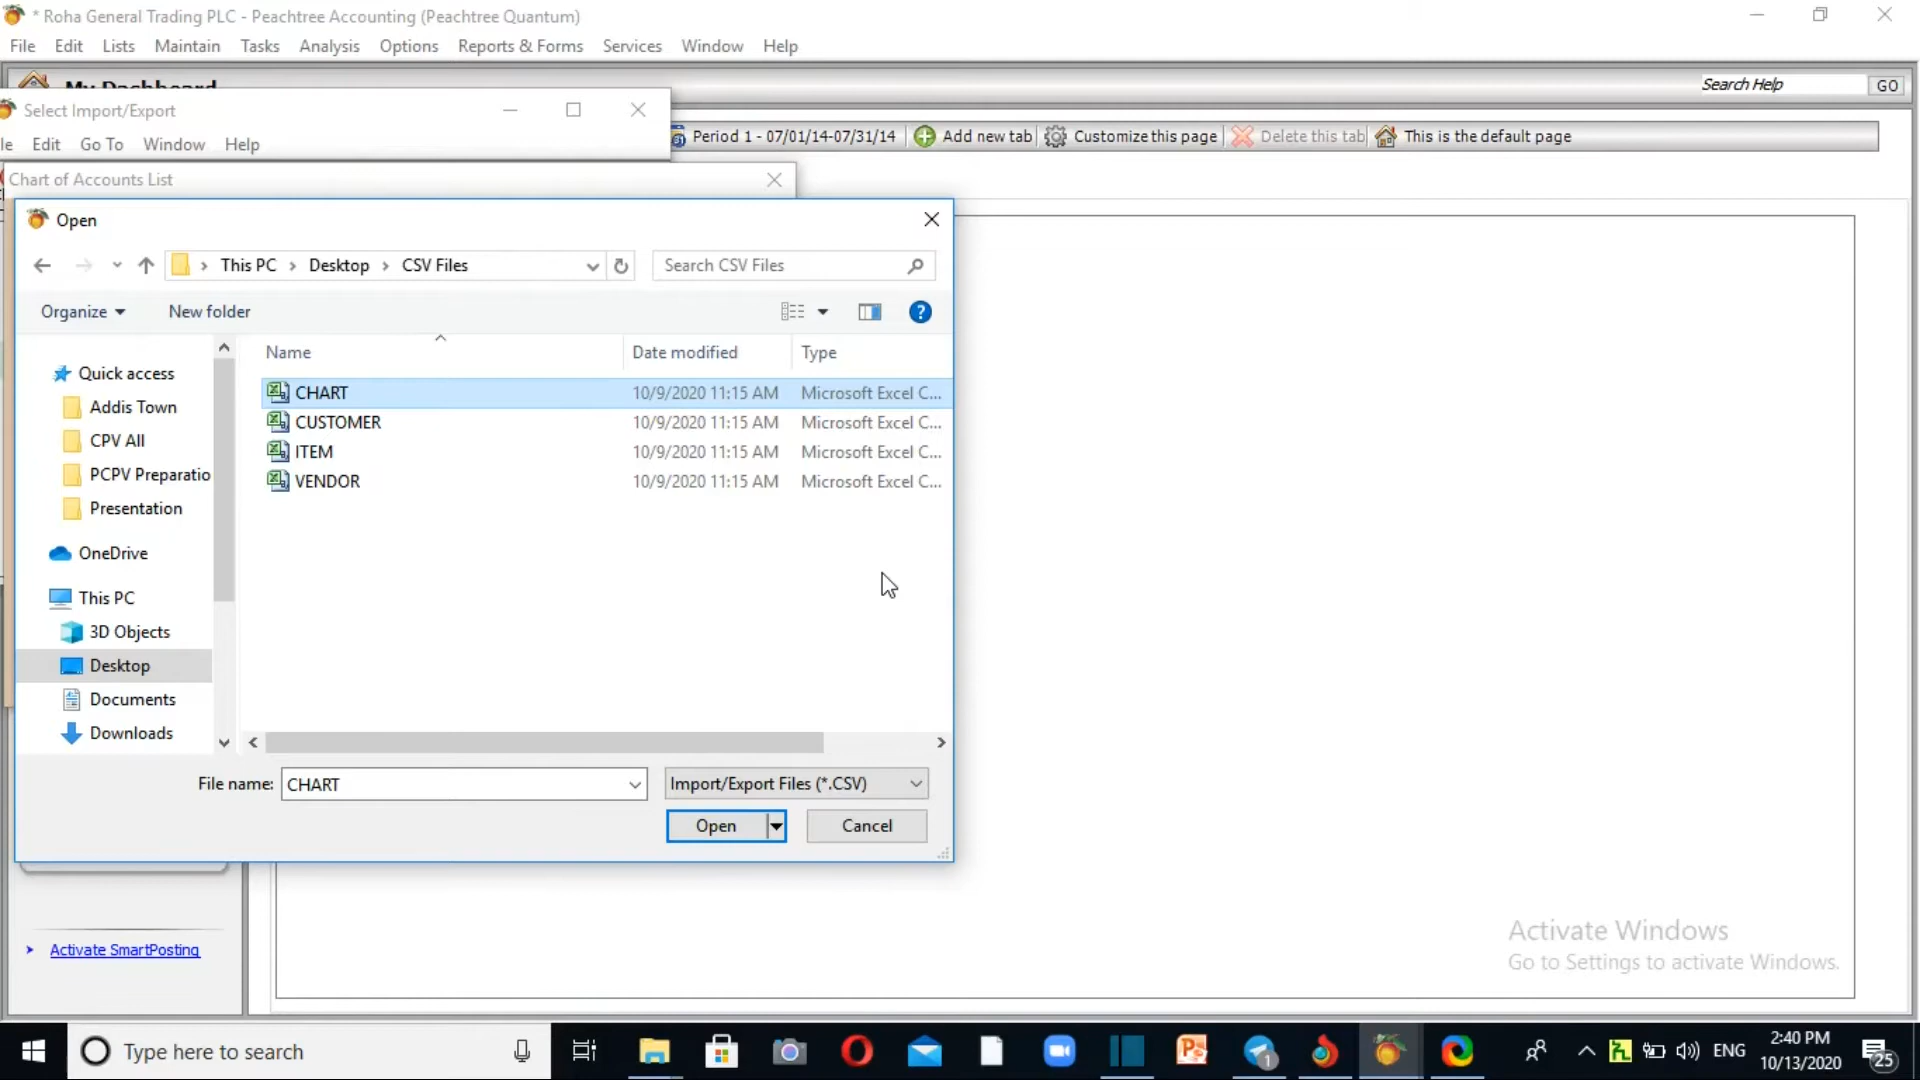 * Roha General Trading PLC - Peachtree Accounting (Peachtree Quantum)
File Edit Lists Maintain Tasks Analysis Options Reports & Forms Services Window Help
My Dashboard
Search Help GO
Select Import/Export
le Edit Go To Window Help
Period 1 - 07/01/14-07/31/14 Add new tab Customize this page Delete this tab This is the default page
Chart of Accounts List
Open
This PC > Desktop > CSV Files
Search CSV Files
Organize New folder
Name Date modified Type
CHART 10/9/2020 11:15 AM Microsoft Excel C...
CUSTOMER 10/9/2020 11:15 AM Microsoft Excel C...
ITEM 10/9/2020 11:15 AM Microsoft Excel C...
VENDOR 10/9/2020 11:15 AM Microsoft Excel C...
Quick access
Addis Town
CPV All
PCPV Preparatio
Presentation
OneDrive
This PC
3D Objects
Desktop
Documents
Downloads
File name: CHART Import/Export Files (*.CSV)
Open Cancel
Activate SmartPosting
Activate Windows
Go to Settings to activate Windows.
Type here to search
1
ENG
2:40 PM
10/13/2020
25